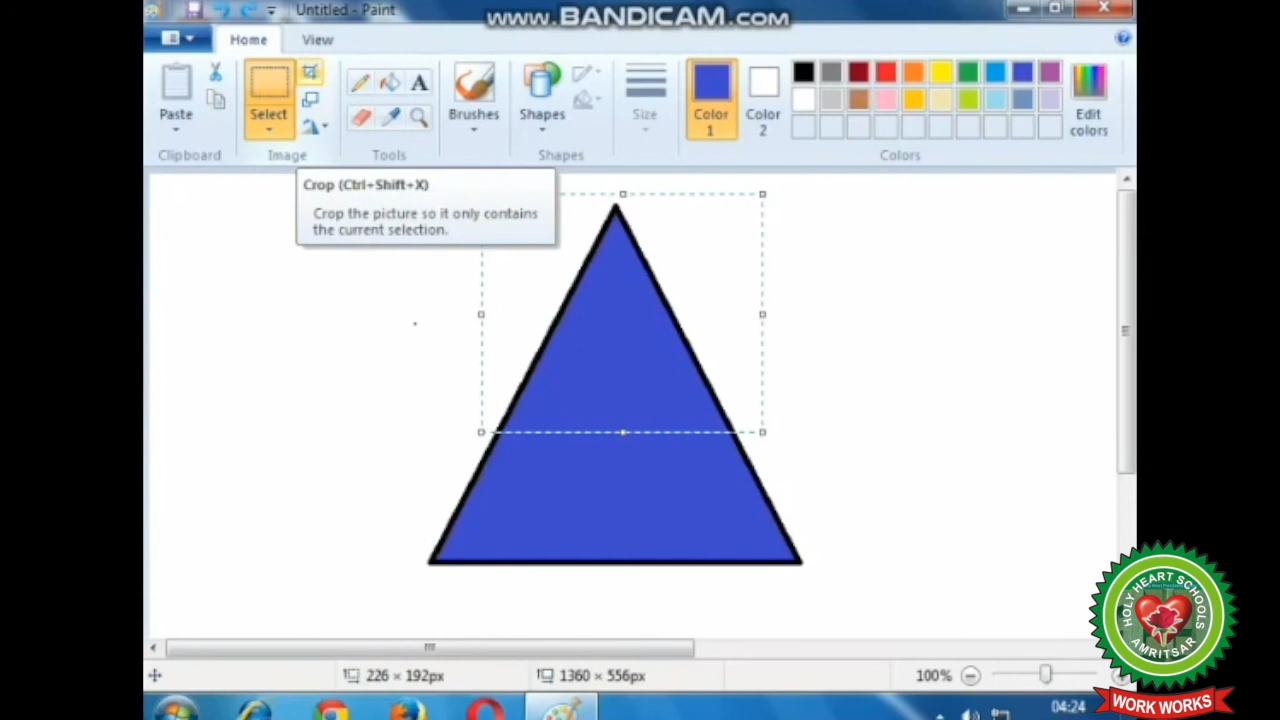 Untitled - Paint
www.BANDICAM.com
Home
View
Paste
Select
A
Brushes
Shapes
Size
Color
1
Color
2
Edit
colors
Clipboard
Image
Tools
Shapes
Colors
Crop (Ctrl+Shift+X)
Crop the picture so it only contains
the current selection.
HOLY HEART SCHOOLS
AMRITSAR
WORK WORKS
226 × 192px
1360 × 556px
100%
04:24